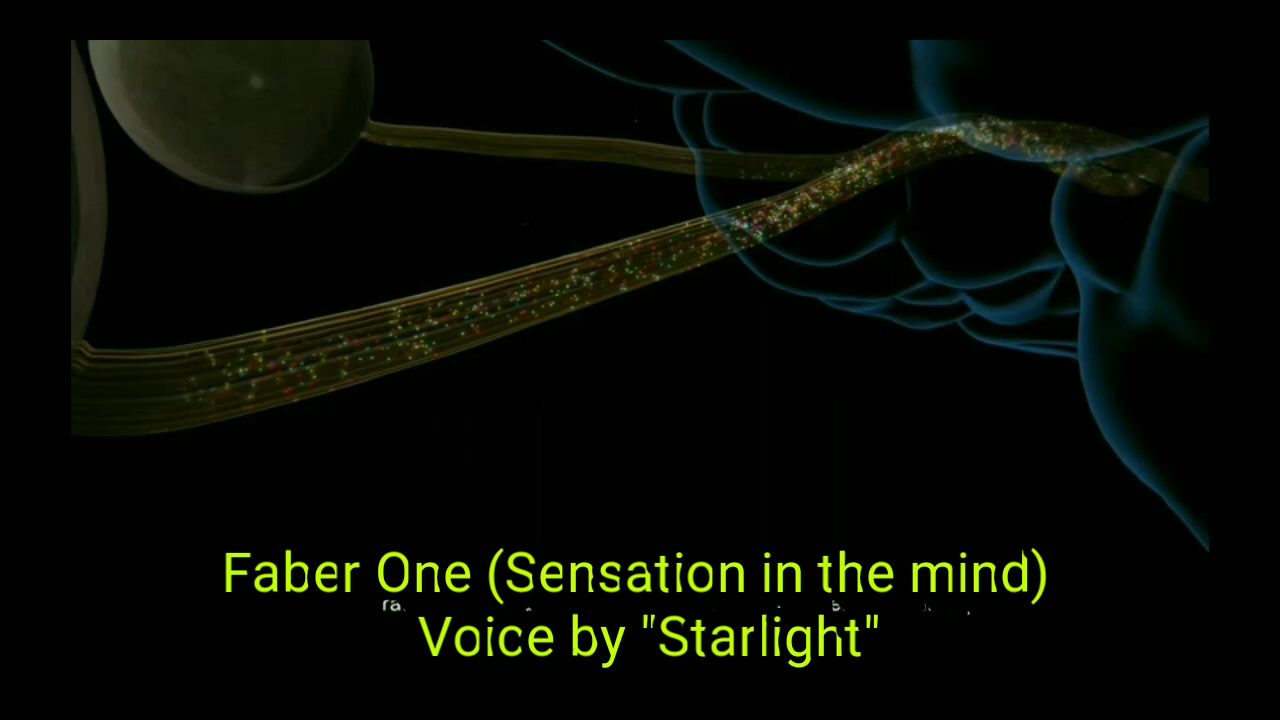 Faber One (Sensation in the mind)
Voice by "Starlight"